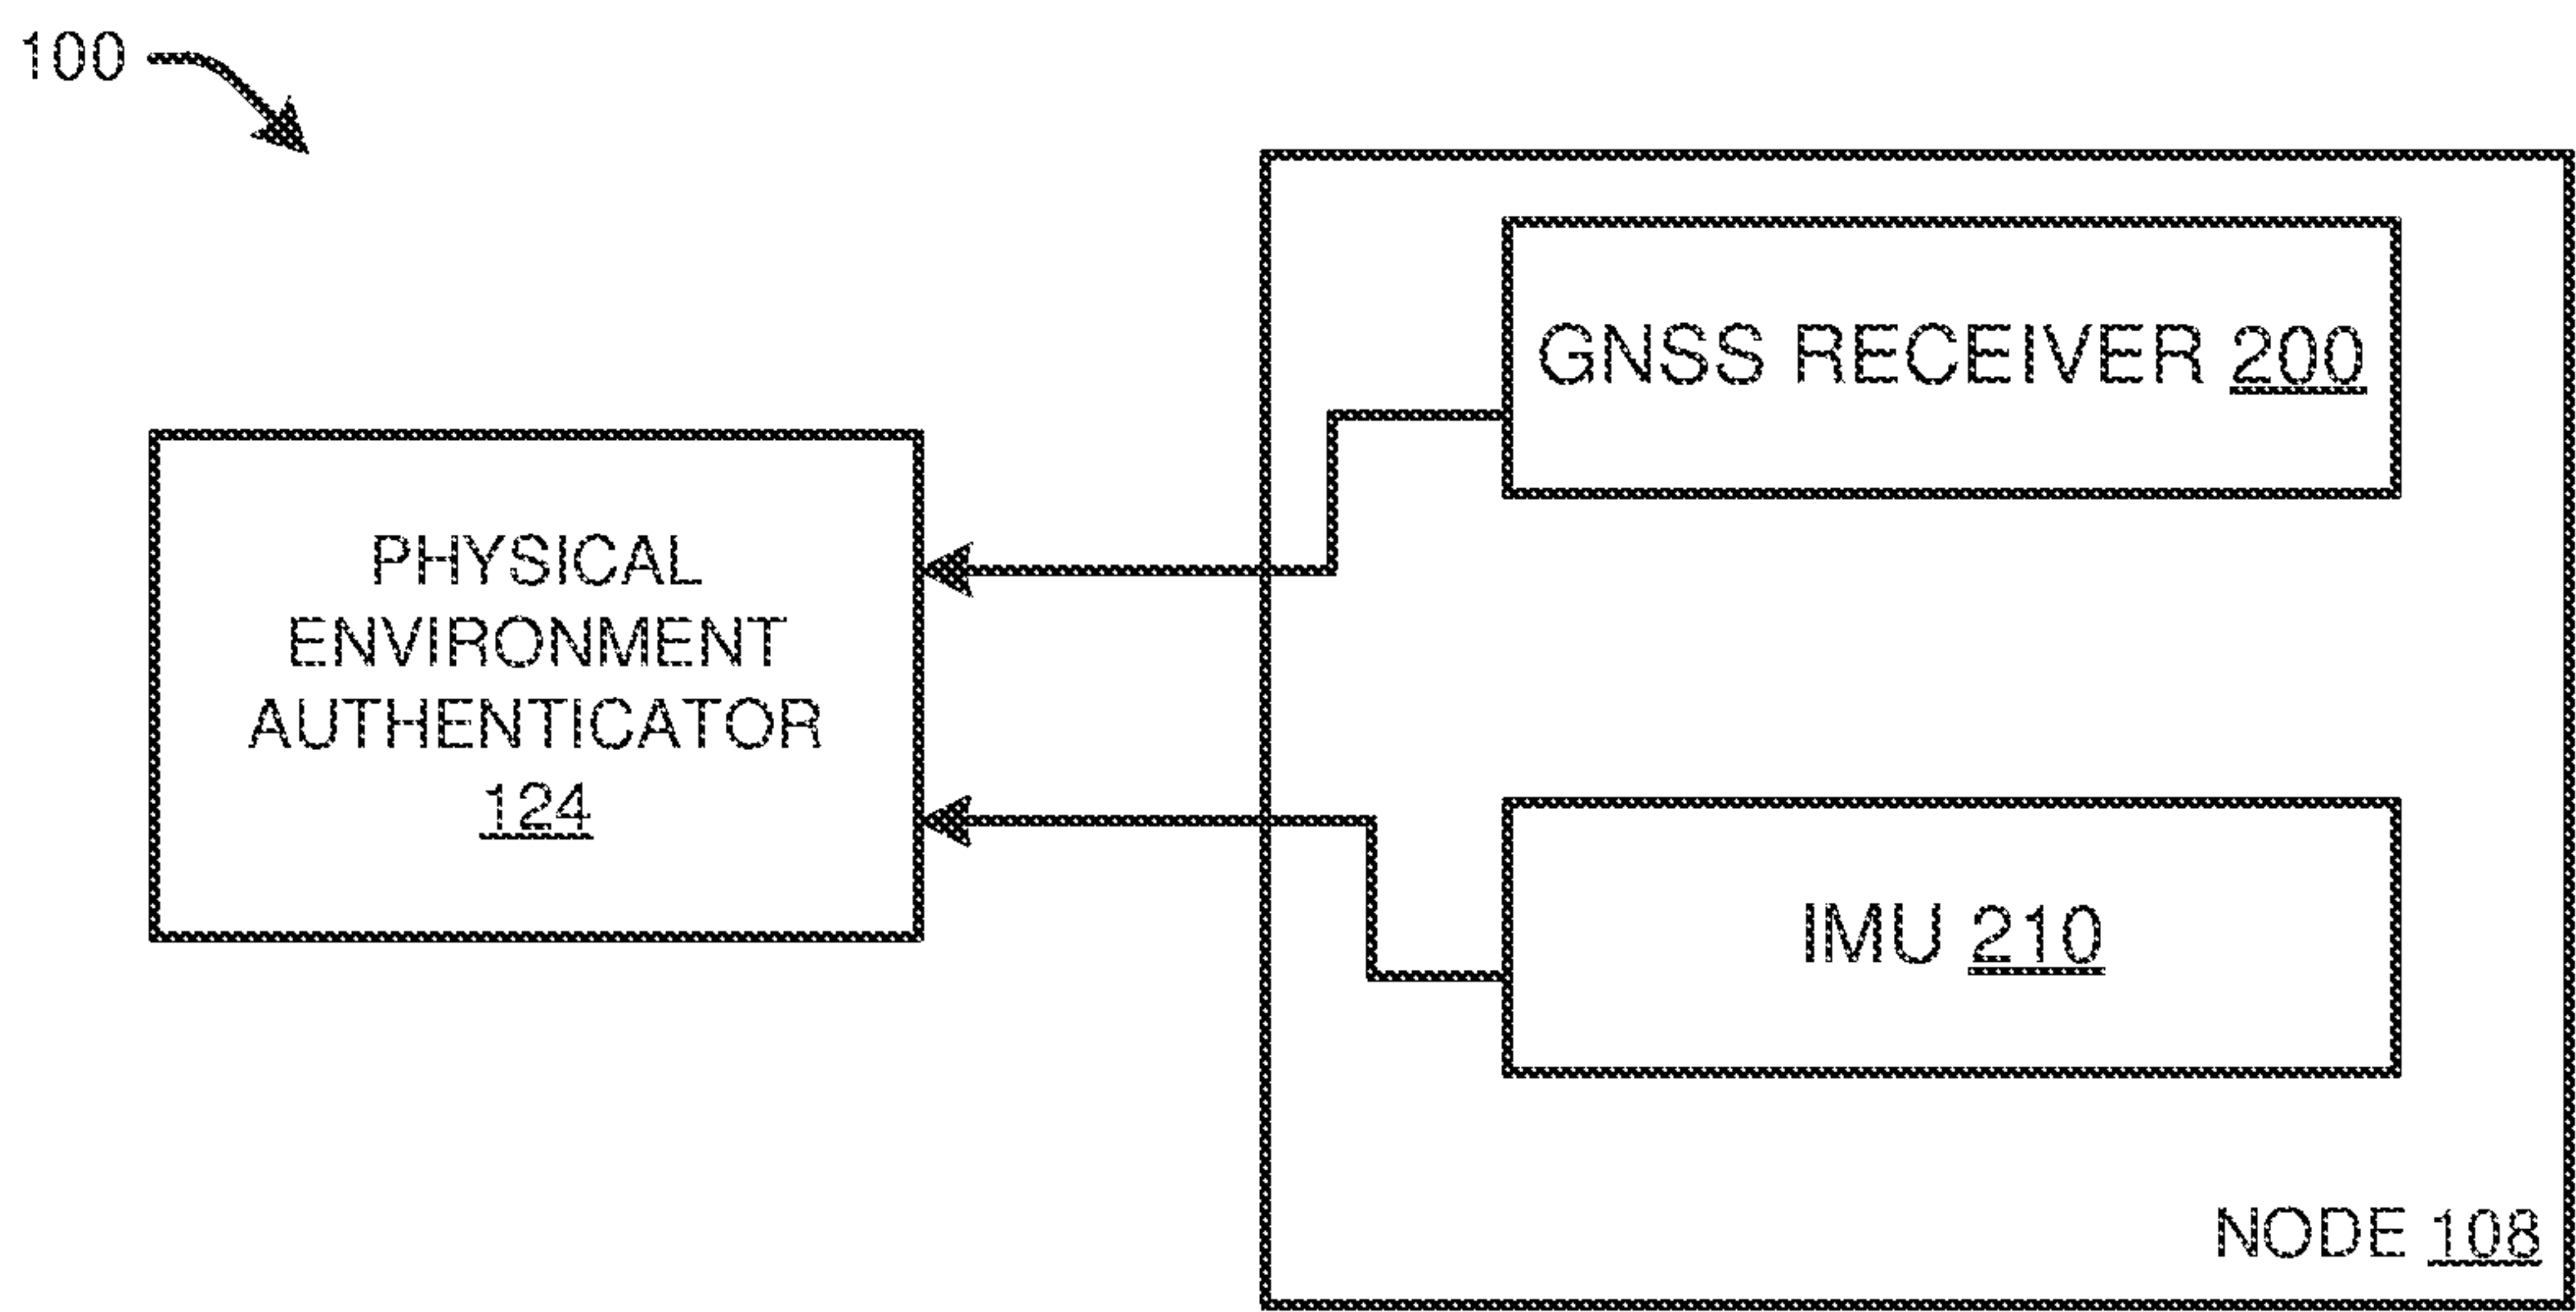 100
GNSS RECEIVER 200
PHYSICAL
ENVIRONMENT
AUTHENTICATOR
124
IMU 210
NODE 108